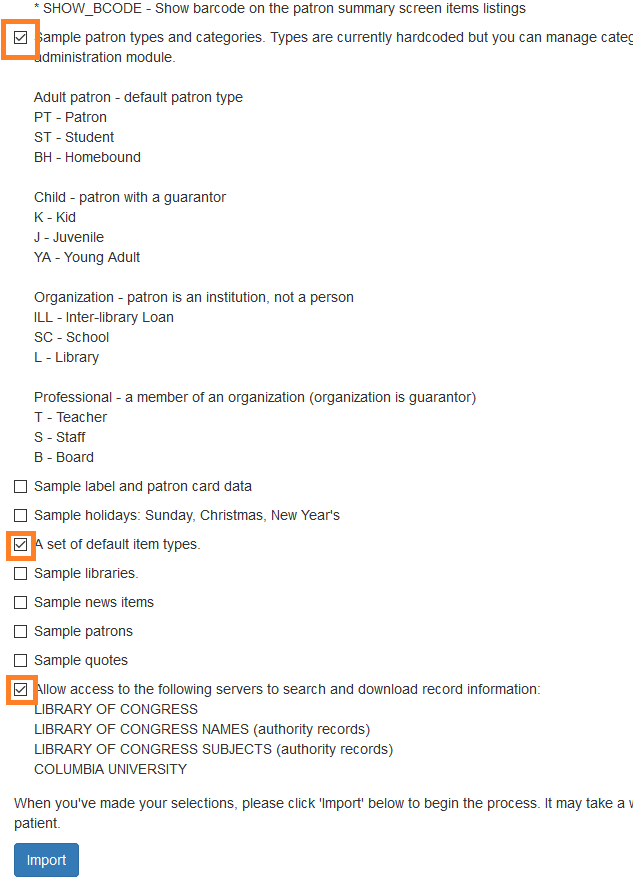 * SHOW_BCODE - Show barcode on the patron summary screen items listings
Sample patron types and categories. Types are currently hardcoded but you can manage
administration module.
Adult patron - default patron type
PT - Patron
ST - Student
BH - Homebound
Child - patron with a guarantor
K - Kid
J - Juvenile
YA - Young Adult
Organization - patron is an institution, not a person
ILL - Inter-library Loan
SC - School
L - Library
Professional - a member of an organization (organization is guarantor)
T - Teacher
S - Staff
B - Board
Sample label and patron card data
Sample holidays: Sunday, Christmas, New Year's
A set of default item types.
Sample libraries.
Sample news items
Sample patrons
Sample quotes
Allow access to the following servers to search and download record information:
LIBRARY OF CONGRESS
LIBRARY OF CONGRESS NAMES (authority records)
LIBRARY OF CONGRESS SUBJECTS (authority records)
COLUMBIA UNIVERSITY
When you've made your selections, please click 'Import' below to begin the process. It may take a
patient.
Import